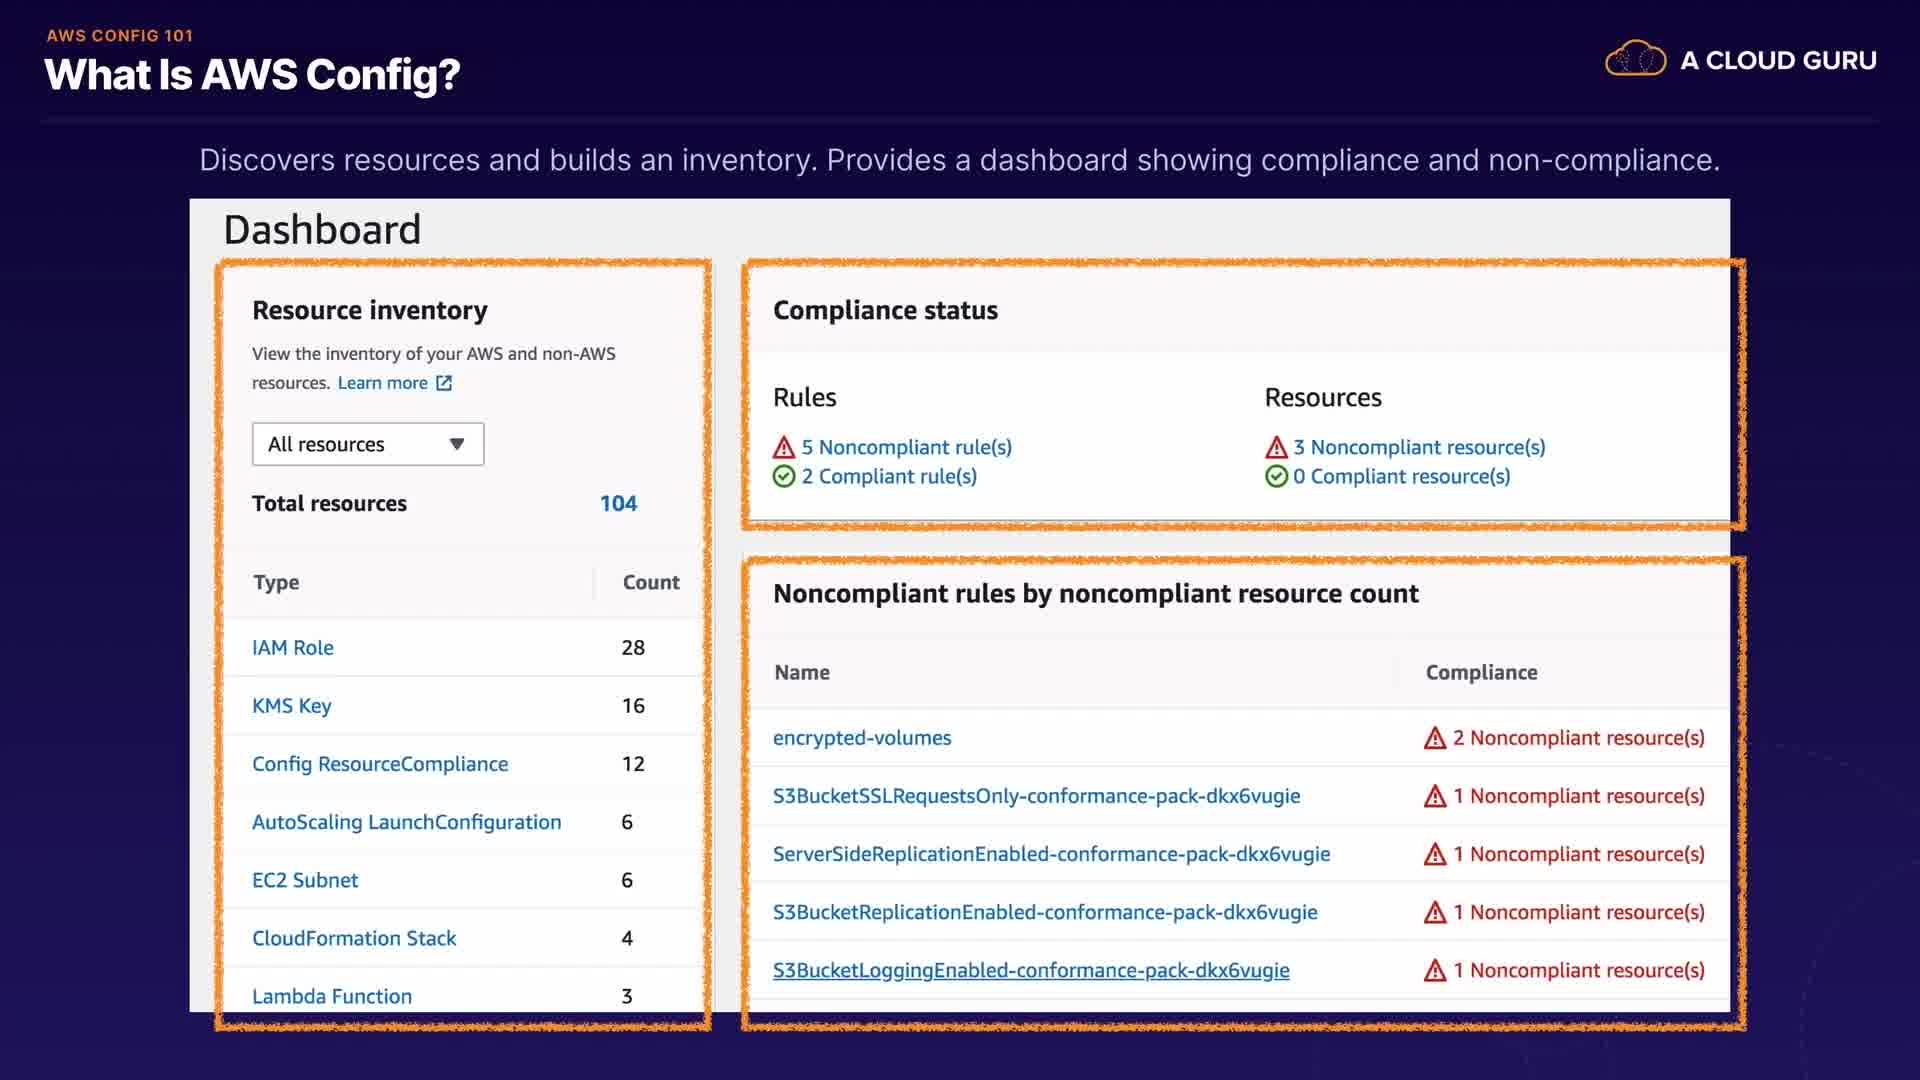 AWS CONFIG 101
What Is AWS Config?
A CLOUD GURU
Discovers resources and builds an inventory. Provides a dashboard showing compliance and non-compliance.
Dashboard
Resource inventory
View the inventory of your AWS and non-AWS
resources. Learn more
All resources
Total resources 104
Type Count
IAM Role 28
KMS Key 16
Config ResourceCompliance 12
AutoScaling LaunchConfiguration 6
EC2 Subnet 6
CloudFormation Stack 4
Lambda Function 3
Compliance status
Rules Resources
5 Noncompliant rule(s) 3 Noncompliant resource(s)
2 Compliant rule(s) 0 Compliant resource(s)
Noncompliant rules by noncompliant resource count
Name Compliance
encrypted-volumes 2 Noncompliant resource(s)
S3BucketSSLRequestsOnly-conformance-pack-dkx6vugie 1 Noncompliant resource(s)
ServerSideReplicationEnabled-conformance-pack-dkx6vugie 1 Noncompliant resource(s)
S3BucketReplicationEnabled-conformance-pack-dkx6vugie 1 Noncompliant resource(s)
S3BucketLoggingEnabled-conformance-pack-dkx6vugie 1 Noncompliant resource(s)